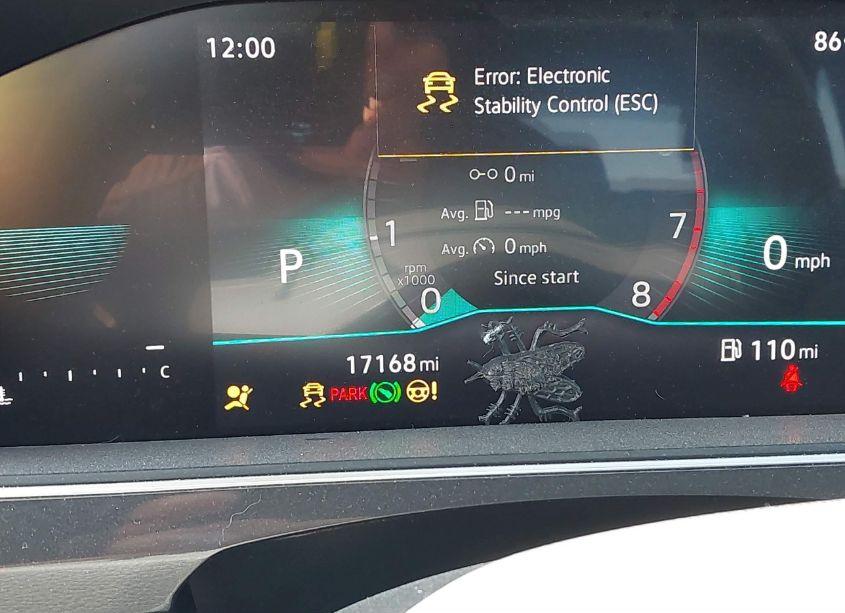 12:00
86
Error: Electronic
Stability Control (ESC)
0 mi
Avg. --- mpg
Avg. 0 mph
Since start
1
rpm
x1000
0
7
8
P
0 mph
17168 mi
110 mi
PARK
!
C